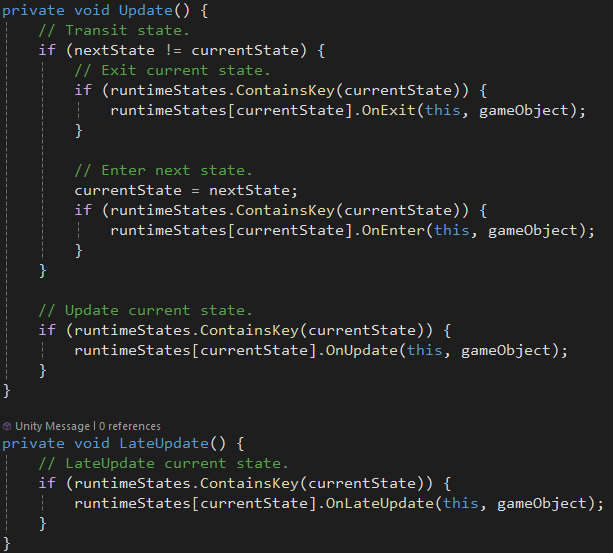 private void Update() {
    // Transit state.
    if (nextState != currentState) {
        // Exit current state.
        if (runtimeStates.ContainsKey(currentState)) {
            runtimeStates[currentState].OnExit(this, gameObject);
        }

        // Enter next state.
        currentState = nextState;
        if (runtimeStates.ContainsKey(currentState)) {
            runtimeStates[currentState].OnEnter(this, gameObject);
        }
    }

    // Update current state.
    if (runtimeStates.ContainsKey(currentState)) {
        runtimeStates[currentState].OnUpdate(this, gameObject);
    }
}

Unity Message | 0 references
private void LateUpdate() {
    // LateUpdate current state.
    if (runtimeStates.ContainsKey(currentState)) {
        runtimeStates[currentState].OnLateUpdate(this, gameObject);
    }
}